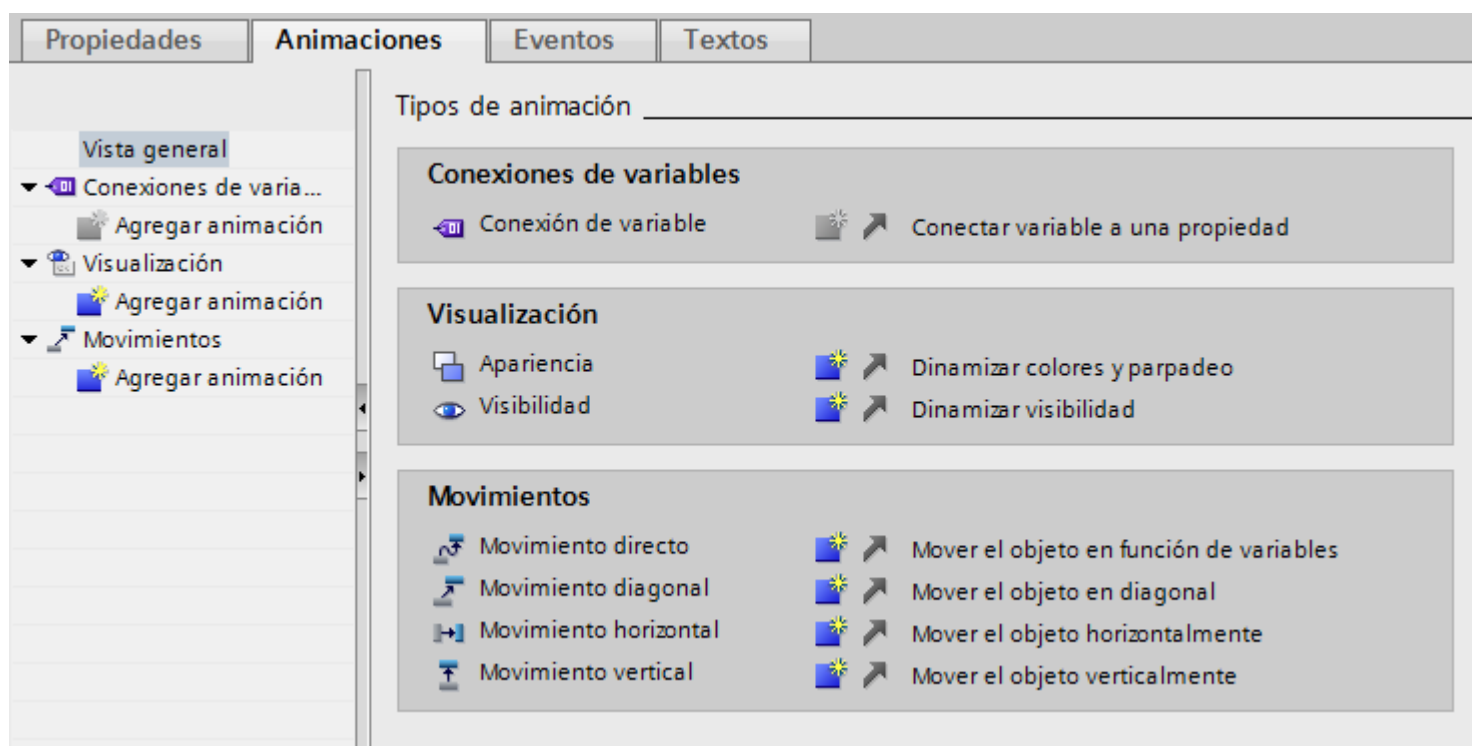 Propiedades Animaciones Eventos Textos
Vista general
Conexiones de varia...
Agregar animación
Visualización
Agregar animación
Movimientos
Agregar animación
Tipos de animación
Conexiones de variables
Conexión de variable Conectar variable a una propiedad
Visualización
Apariencia Dinamizar colores y parpadeo
Visibilidad Dinamizar visibilidad
Movimientos
Movimiento directo Mover el objeto en función de variables
Movimiento diagonal Mover el objeto en diagonal
Movimiento horizontal Mover el objeto horizontalmente
Movimiento vertical Mover el objeto verticalmente